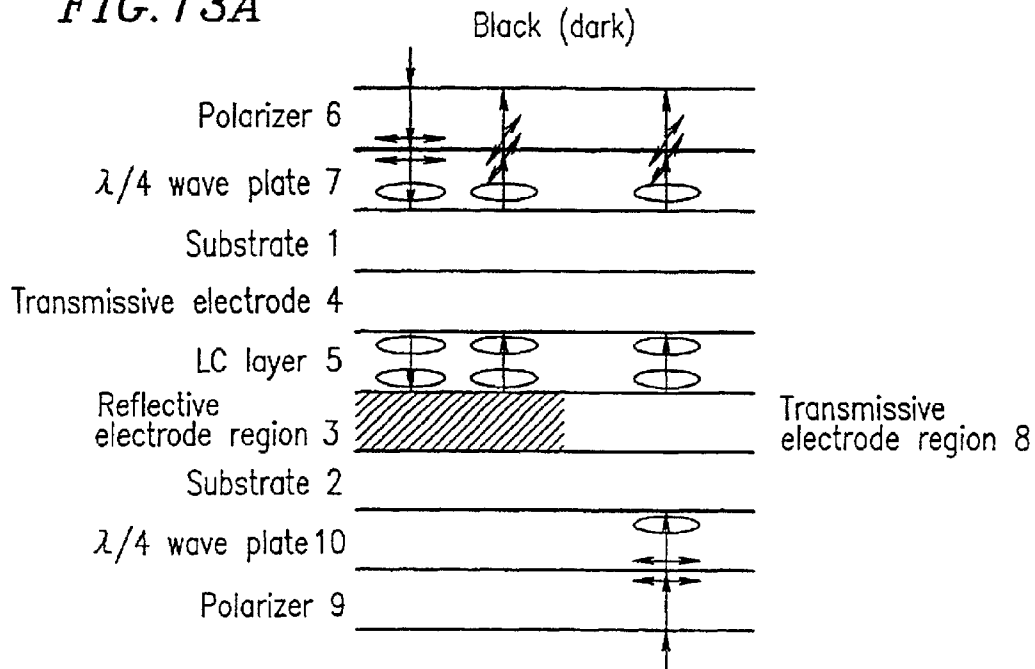 FIG. 73A
Black (dark)
Polarizer 6
λ/4 wave plate 7
Substrate 1
Transmissive electrode 4
LC layer 5
Reflective
electrode region 3
Transmissive
electrode region 8
Substrate 2
λ/4 wave plate 10
Polarizer 9